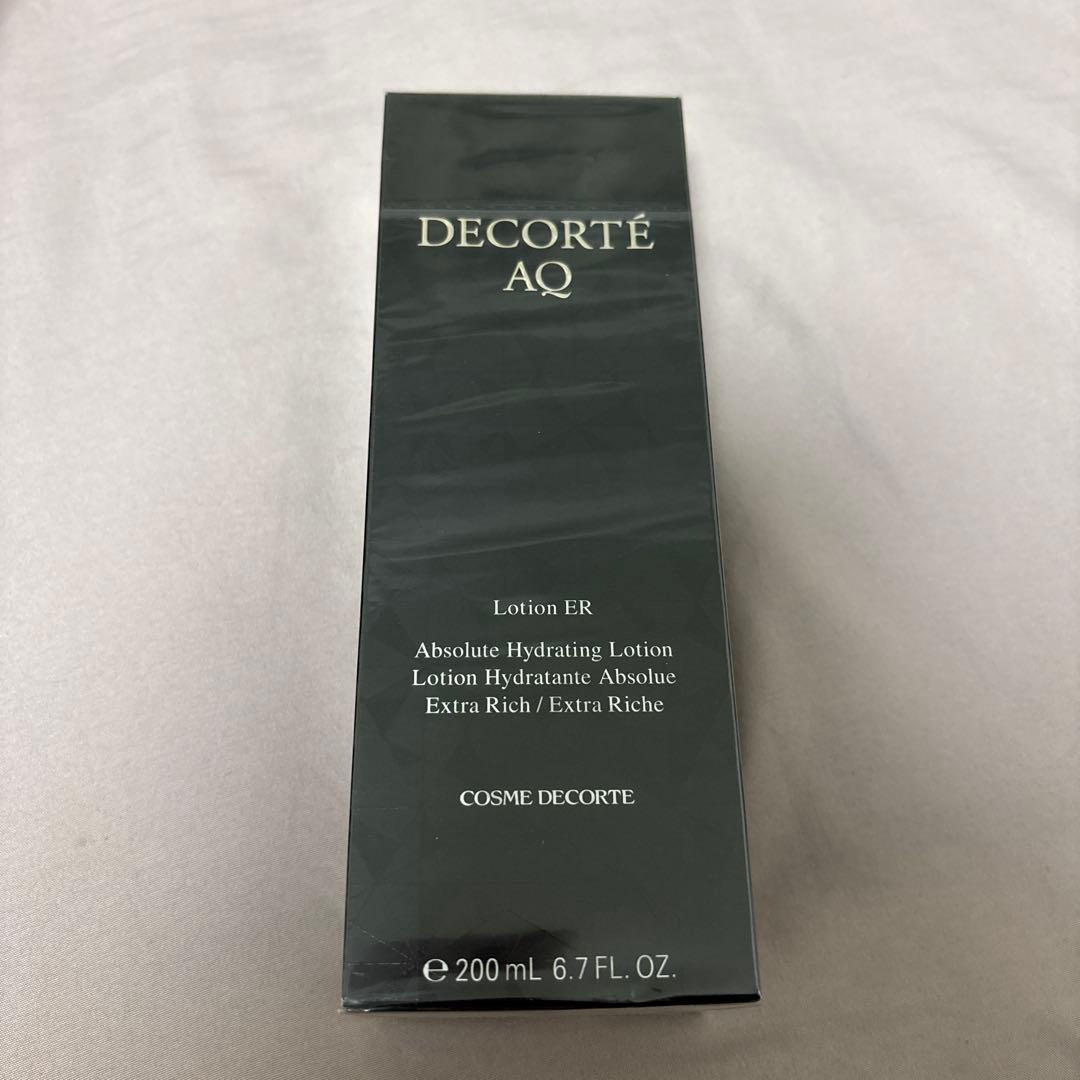 DECORTÉ
AQ
Lotion ER
Absolute Hydrating Lotion
Lotion Hydratante Absolue
Extra Rich / Extra Riche
COSME DECORTE
℮ 200 mL 6.7 FL. OZ.